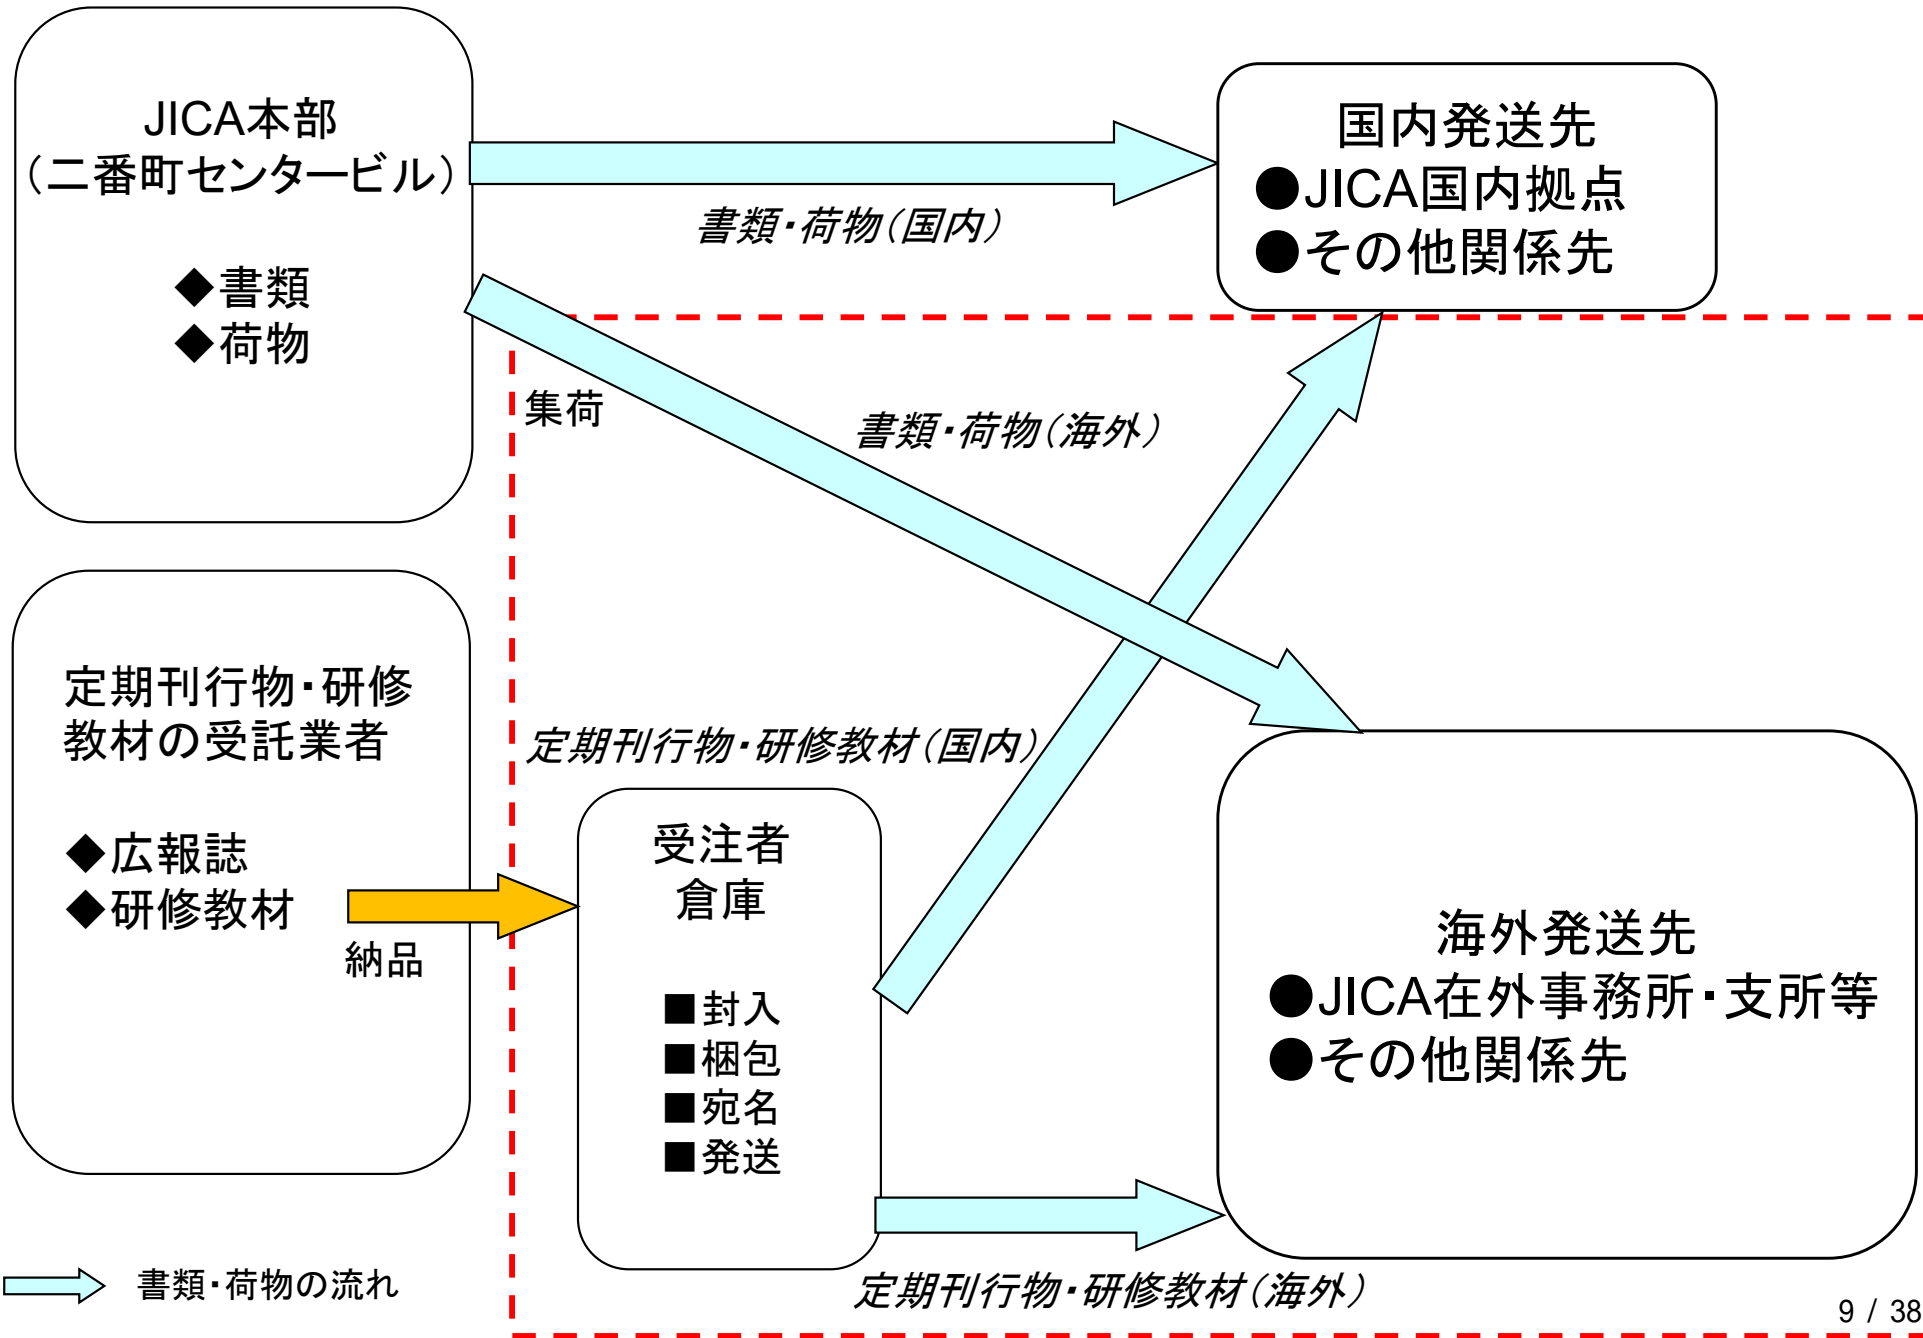 JICA本部
（二番町センタービル）
◆書類
◆荷物
書類・荷物（国内）
国内発送先
●JICA国内拠点
●その他関係先
集荷
書類・荷物（海外）
定期刊行物・研修
教材の受託業者
◆広報誌
◆研修教材
納品
定期刊行物・研修教材（国内）
受注者
倉庫
■封入
■梱包
■宛名
■発送
海外発送先
●JICA在外事務所・支所等
●その他関係先
定期刊行物・研修教材（海外）
書類・荷物の流れ
9 / 38